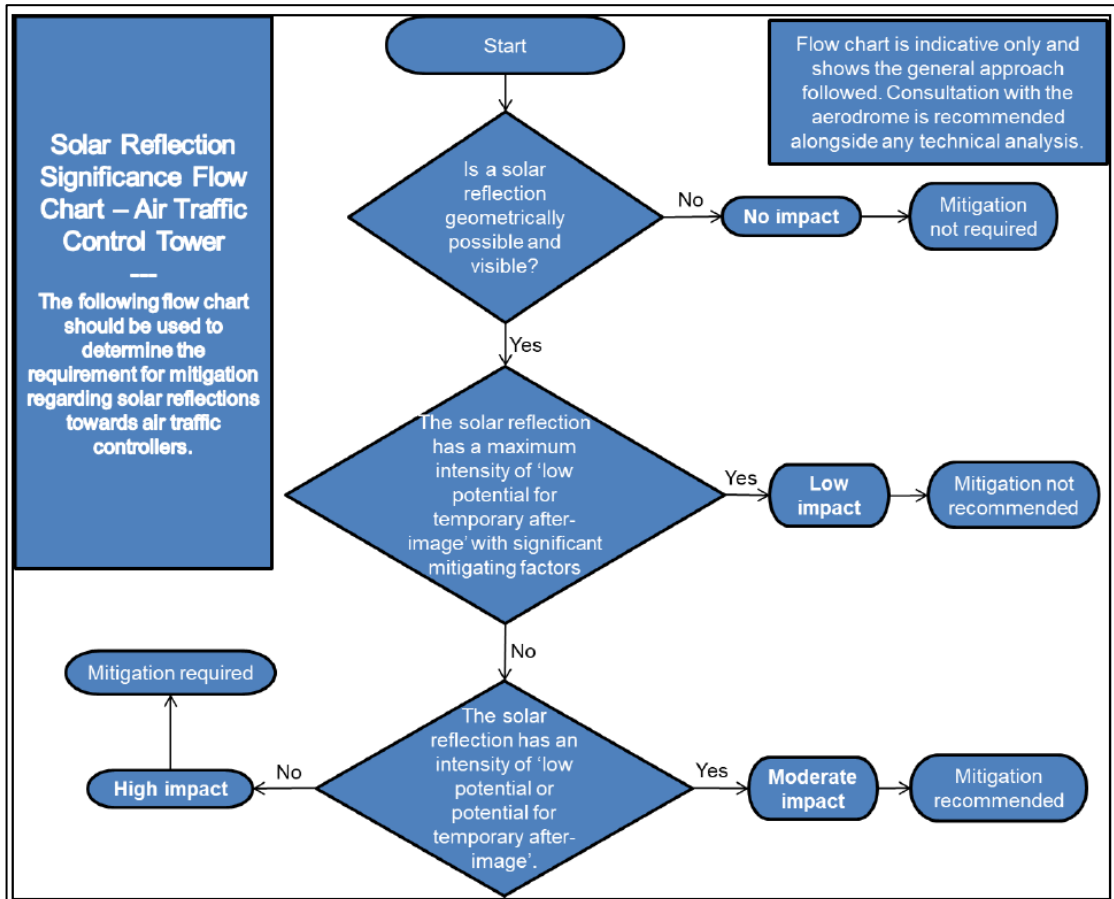 Solar Reflection
Significance Flow
Chart – Air Traffic
Control Tower
---
The following flow chart
should be used to
determine the
requirement for mitigation
regarding solar reflections
towards air traffic
controllers.
Start
Flow chart is indicative only and
shows the general approach
followed. Consultation with the
aerodrome is recommended
alongside any technical analysis.
Is a solar
reflection
geometrically
possible and
visible?
No
No impact
Mitigation
not required
Yes
The solar reflection
has a maximum
intensity of ‘low
potential for
temporary after-
image’ with significant
mitigating factors
Yes
Low
impact
Mitigation not
recommended
No
The solar
reflection has an
intensity of ‘low
potential or
potential for
temporary after-
image’.
Yes
Moderate
impact
Mitigation
recommended
No
High impact
Mitigation required